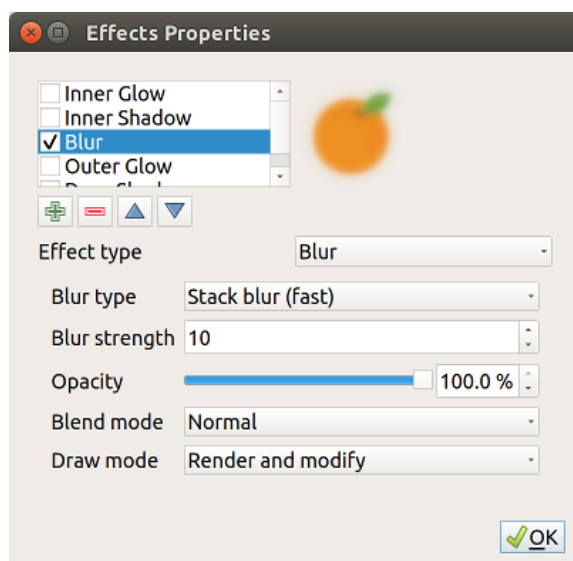 Effects Properties
Inner Glow
Inner Shadow
Blur
Outer Glow
Effect type Blur
Blur type Stack blur (fast)
Blur strength 10
Opacity 100.0 %
Blend mode Normal
Draw mode Render and modify
OK